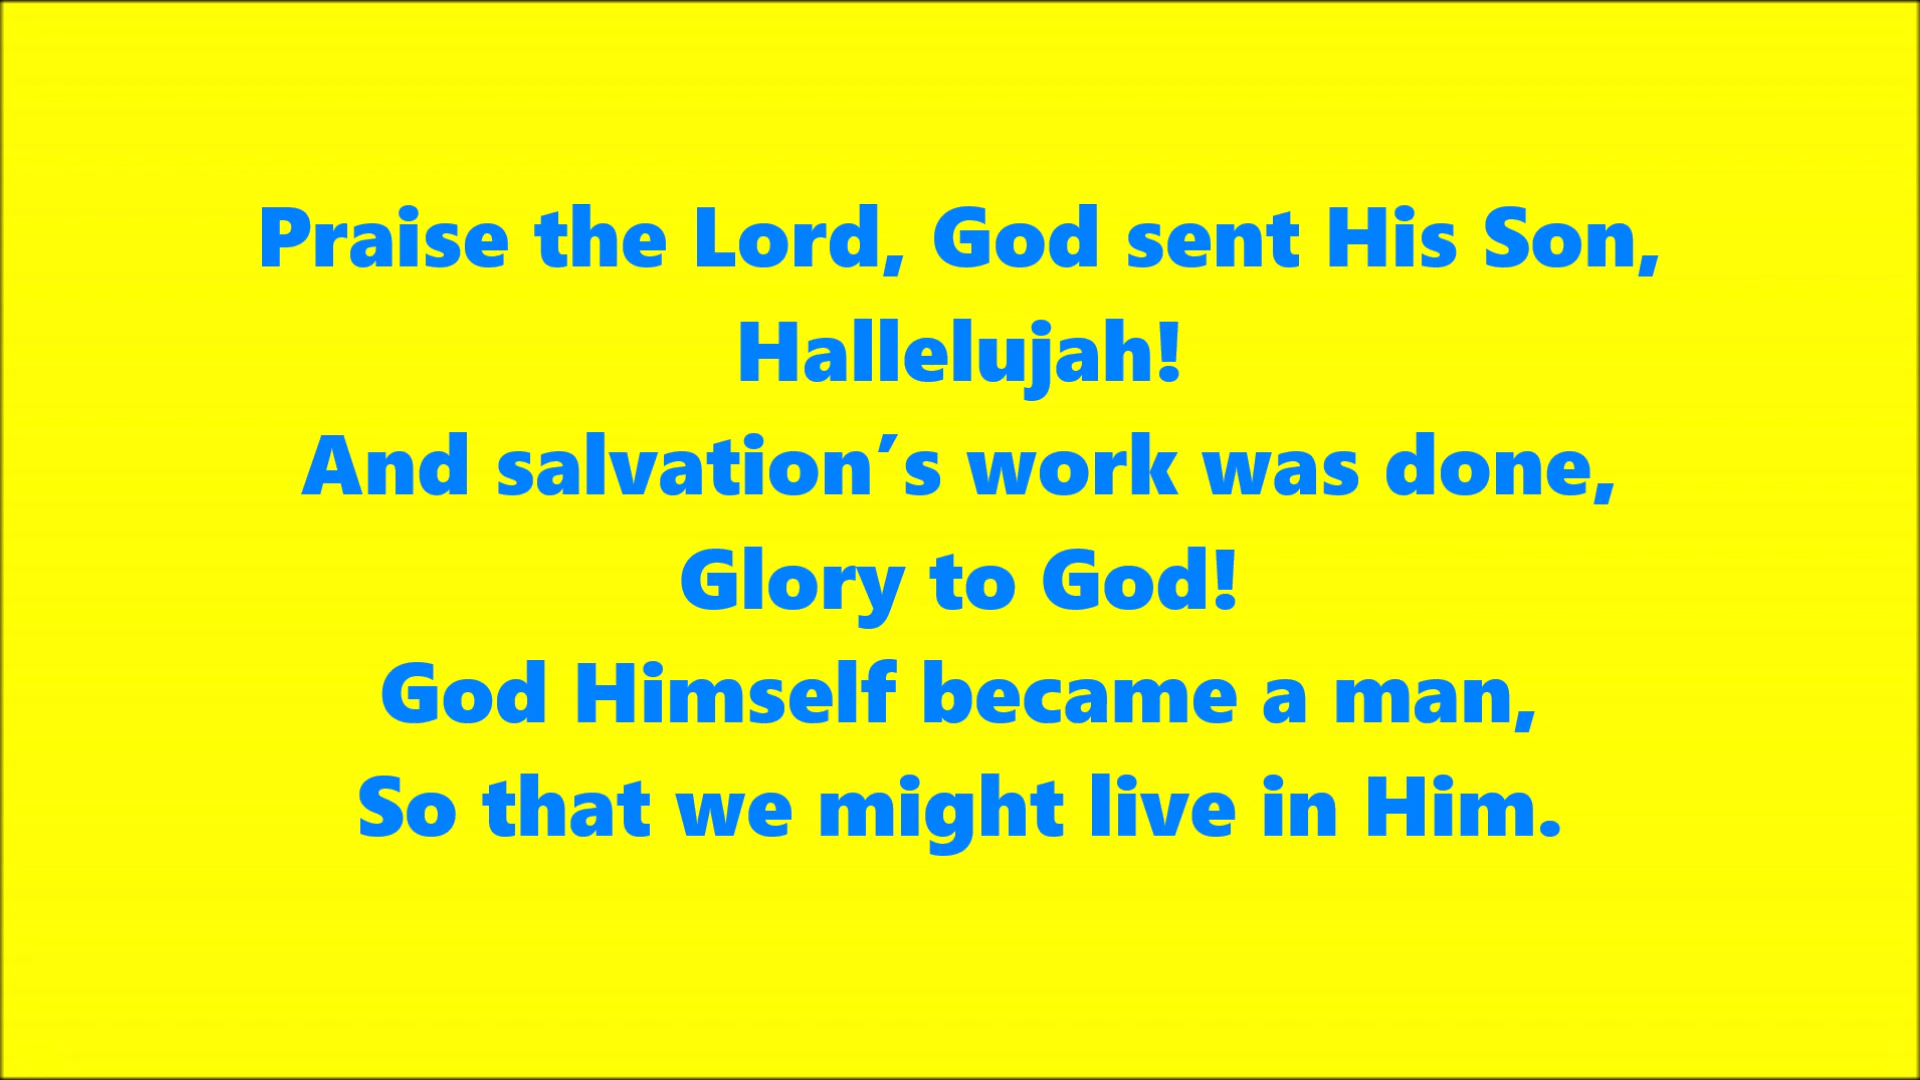 Praise the Lord, God sent His Son,
Hallelujah!
And salvation’s work was done,
Glory to God!
God Himself became a man,
So that we might live in Him.